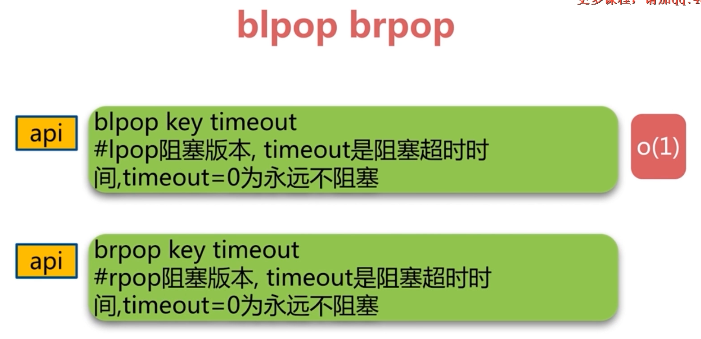 blpop brpop
api
blpop key timeout
#lpop阻塞版本, timeout是阻塞超时时
间,timeout=0为永远不阻塞
o(1)
api
brpop key timeout
#rpop阻塞版本, timeout是阻塞超时时
间,timeout=0为永远不阻塞